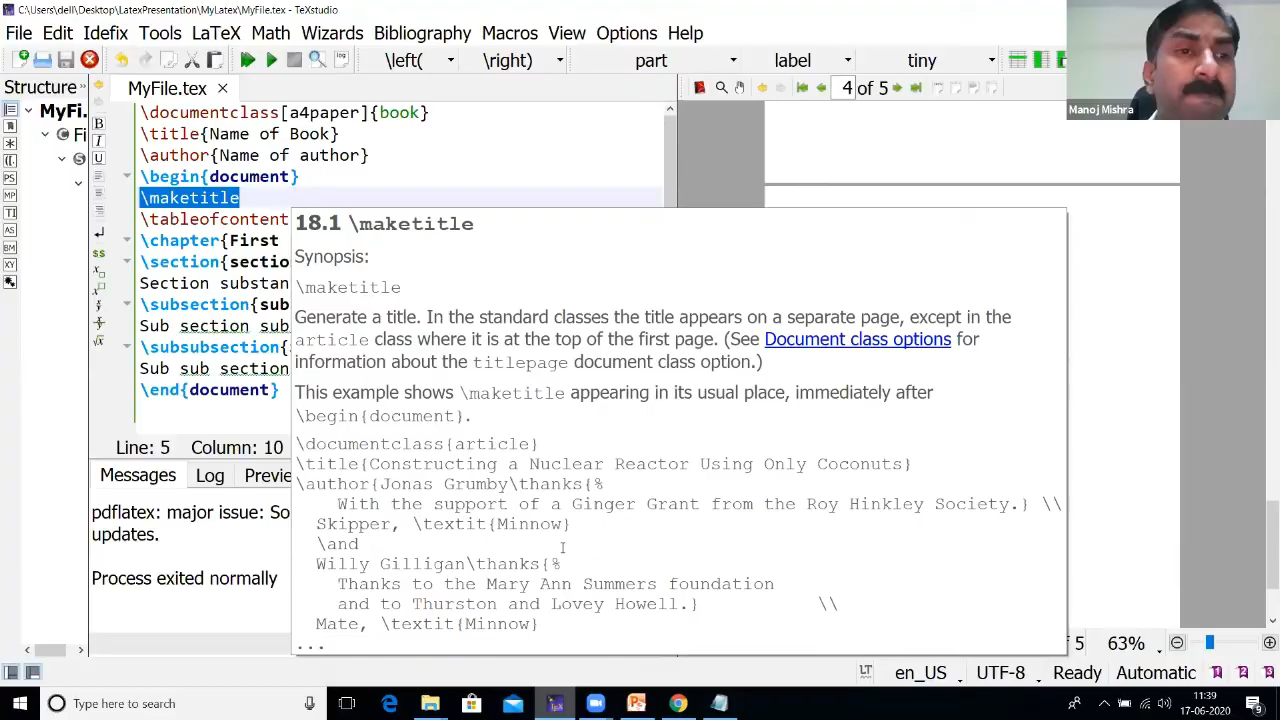 C:\Users\dell\Desktop\LatexPresentation\MyLatex\MyFile.tex - TeXstudio
File Edit Idefix Tools LaTeX Math Wizards Bibliography Macros View Options Help
\left( \right) part label tiny
Structure MyFile.tex 4 of 5
MyFi
Fi
Manoj Mishra
\documentclass[a4paper]{book}
\title{Name of Book}
\author{Name of author}
\begin{document}
\maketitle
\tableofcontent
\chapter{First
\section{sectio
Section substan
\subsection{sub
Sub section sub
\subsubsection{
Sub sub section
\end{document}
18.1 \maketitle
Synopsis:
\maketitle
Generate a title. In the standard classes the title appears on a separate page, except in the
article class where it is at the top of the first page. (See Document class options for
information about the titlepage document class option.)
This example shows \maketitle appearing in its usual place, immediately after
\begin{document}.
\documentclass{article}
\title{Constructing a Nuclear Reactor Using Only Coconuts}
\author{Jonas Grumby\thanks{%
With the support of a Ginger Grant from the Roy Hinkley Society.} \\
Skipper, \textit{Minnow}
\and
Willy Gilligan\thanks{%
Thanks to the Mary Ann Summers foundation
and to Thurston and Lovey Howell.} \\
Mate, \textit{Minnow}
...
Line: 5 Column: 10
Messages Log Previe
pdflatex: major issue: So
updates.
Process exited normally
5 63%
en_US UTF-8 Ready Automatic
Type here to search
11:39
17-06-2020